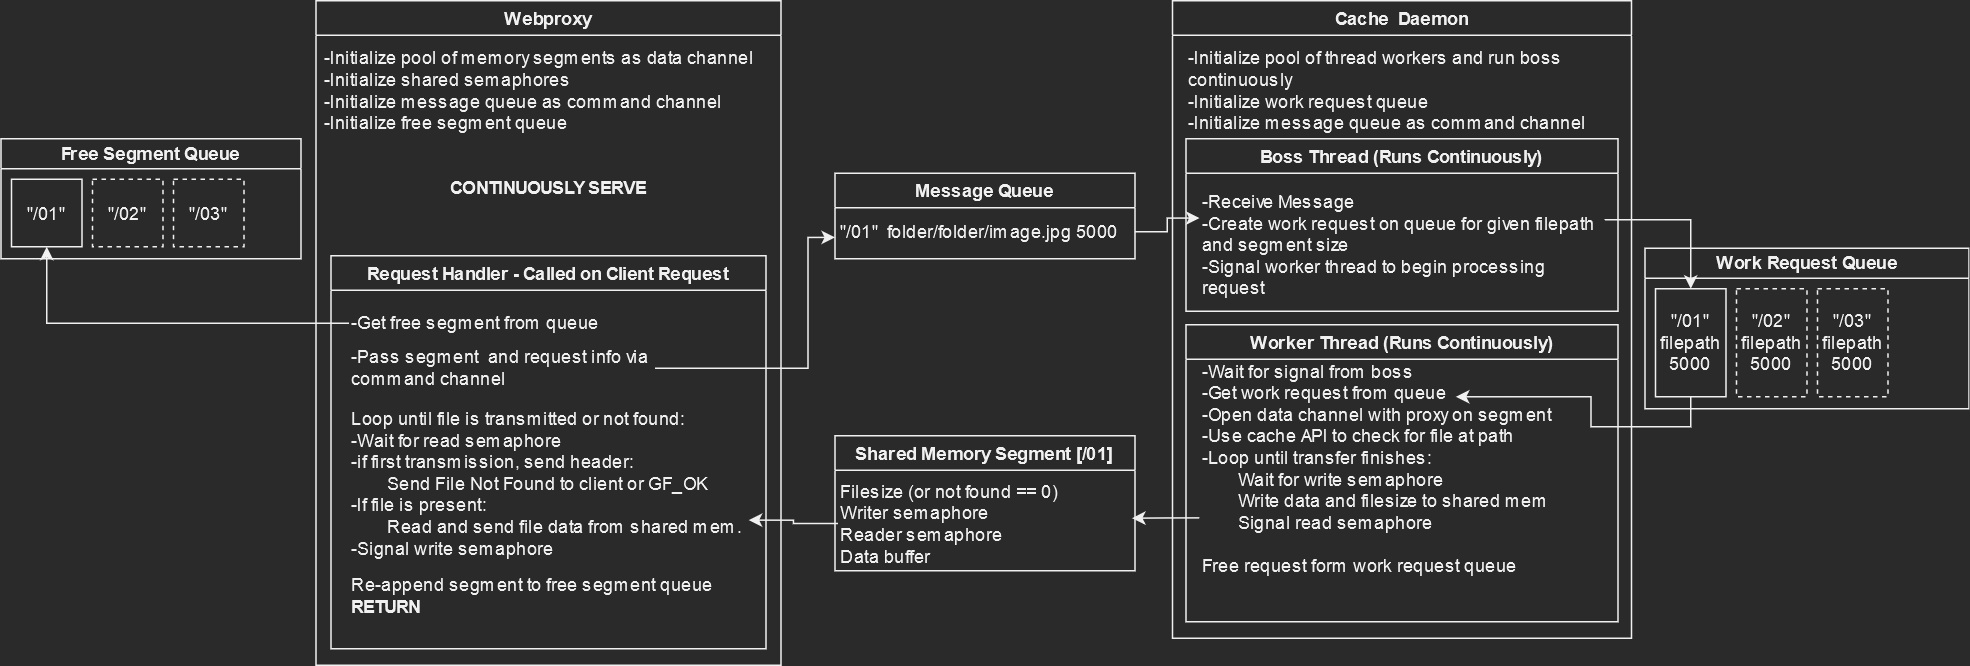 Webproxy
-Initialize pool of memory segments as data channel
-Initialize shared semaphores
-Initialize message queue as command channel
-Initialize free segment queue
Free Segment Queue
"/01"
"/02"
"/03"
CONTINUOUSLY SERVE
Request Handler - Called on Client Request
-Get free segment from queue
-Pass segment and request info via
command channel
Loop until file is transmitted or not found:
-Wait for read semaphore
-if first transmission, send header:
Send File Not Found to client or GF_OK
-If file is present:
Read and send file data from shared mem.
-Signal write semaphore
Re-append segment to free segment queue
RETURN
Message Queue
"/01" folder/folder/image.jpg 5000
Shared Memory Segment [/01]
Filesize (or not found == 0)
Writer semaphore
Reader semaphore
Data buffer
Cache Daemon
-Initialize pool of thread workers and run boss
continuously
-Initialize work request queue
-Initialize message queue as command channel
Boss Thread (Runs Continuously)
-Receive Message
-Create work request on queue for given filepath
and segment size
-Signal worker thread to begin processing
request
Worker Thread (Runs Continuously)
-Wait for signal from boss
-Get work request from queue
-Open data channel with proxy on segment
-Use cache API to check for file at path
-Loop until transfer finishes:
Wait for write semaphore
Write data and filesize to shared mem
Signal read semaphore
Free request form work request queue
Work Request Queue
"/01"
filepath
5000
"/02"
filepath
5000
"/03"
filepath
5000